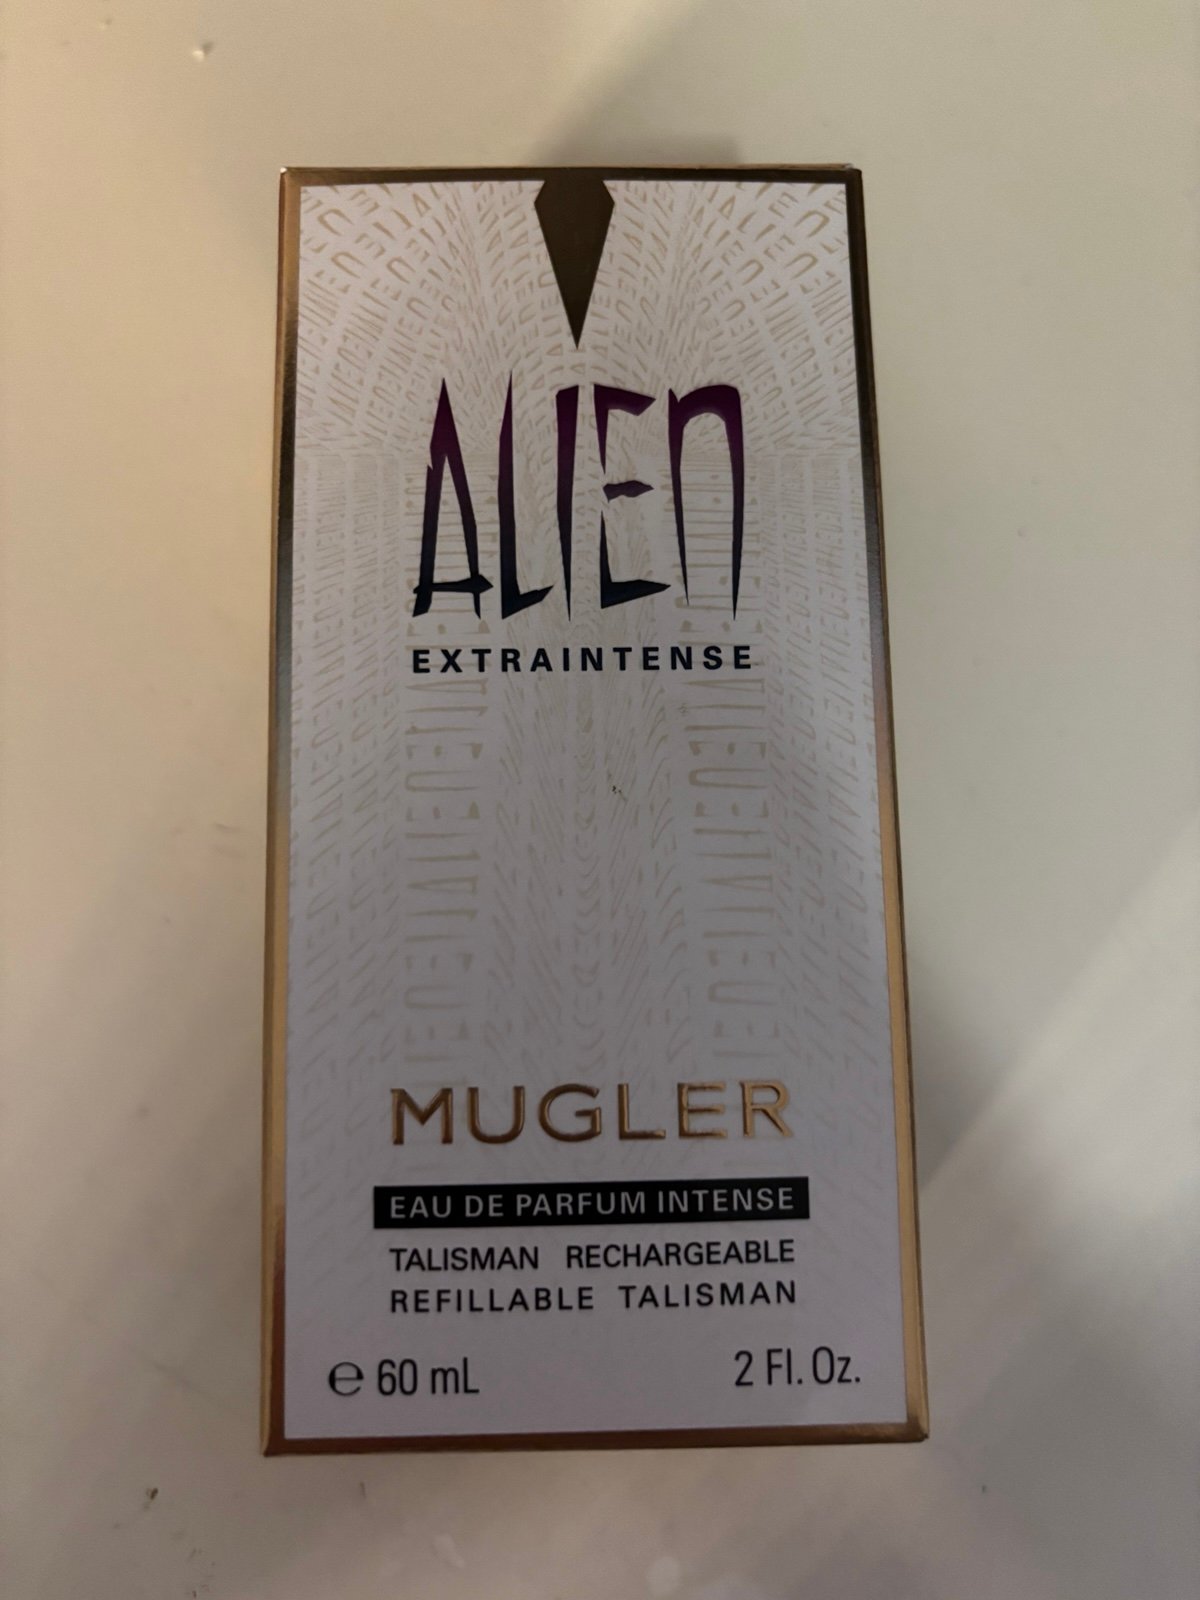 ALIEN
EXTRAINTENSE
MUGLER
EAU DE PARFUM INTENSE
TALISMAN RECHARGEABLE
REFILLABLE TALISMAN
℮ 60 mL 2 Fl. Oz.